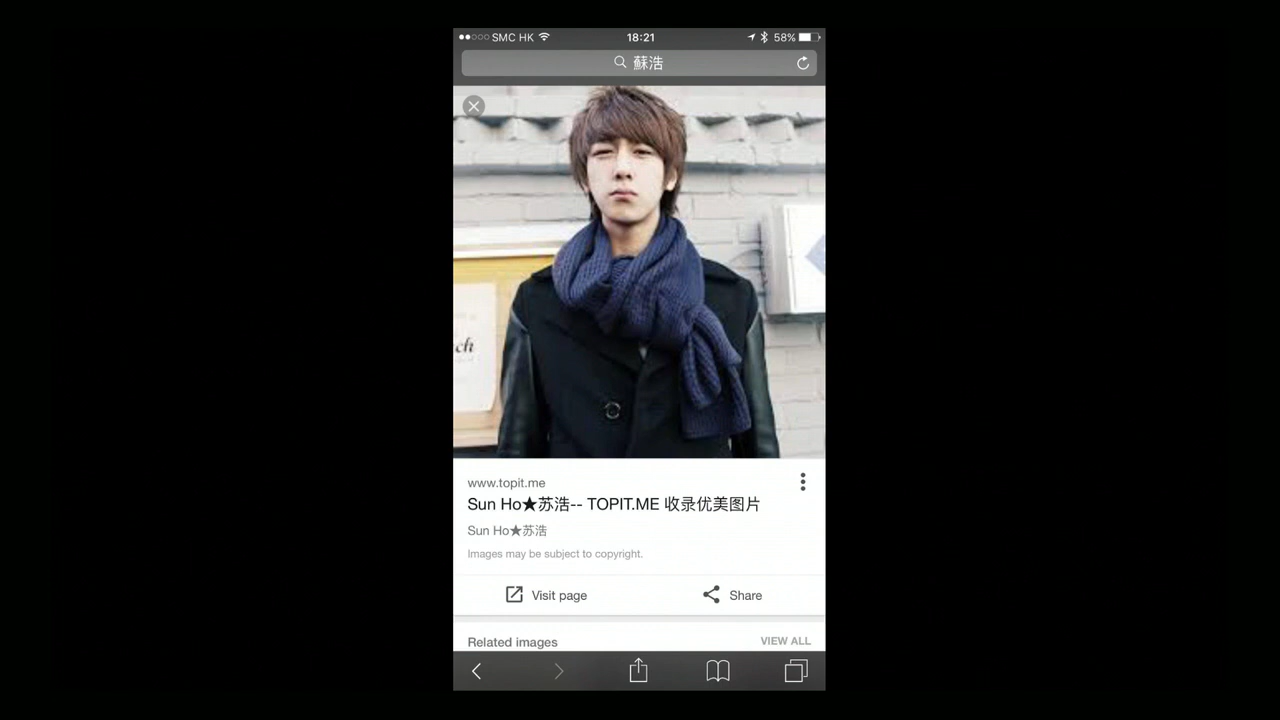 SMC HK 18:21 58%
蘇浩
ch
www.topit.me
Sun Ho★苏浩-- TOPIT.ME 收录优美图片
Sun Ho★苏浩
Images may be subject to copyright.
Visit page Share
Related images VIEW ALL